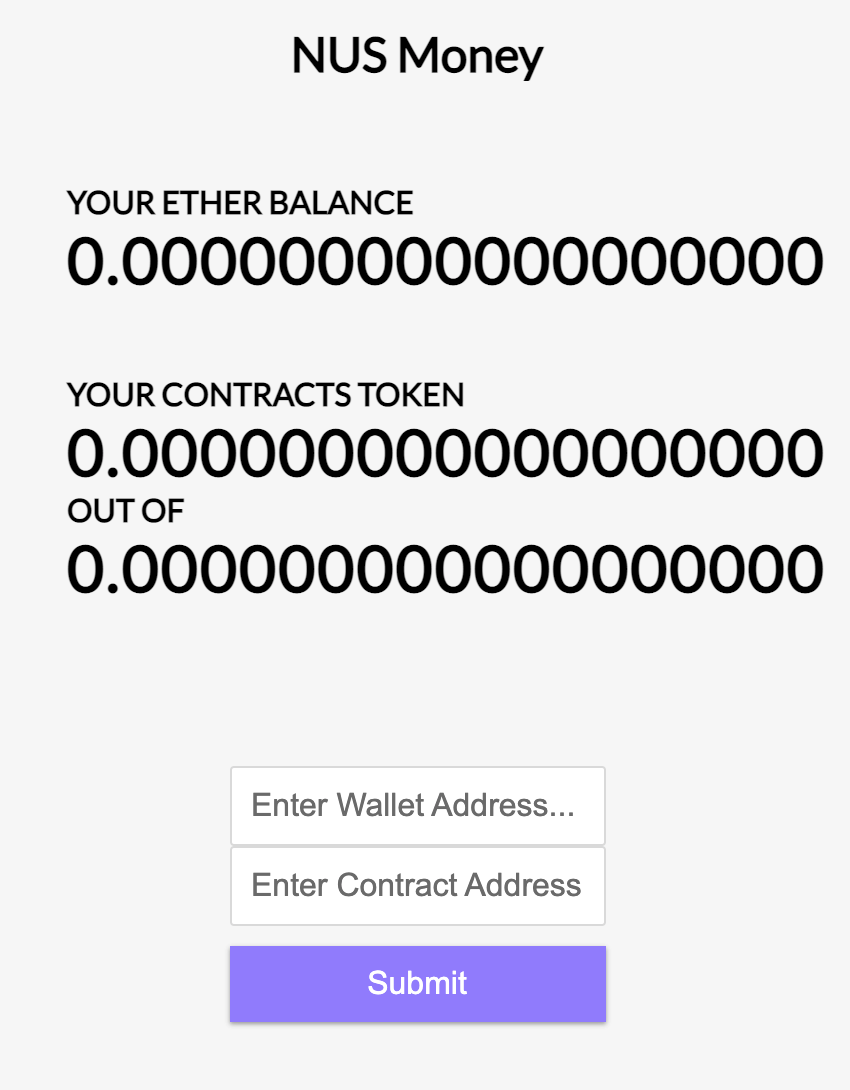 NUS Money
YOUR ETHER BALANCE
0.000000000000000000
YOUR CONTRACTS TOKEN
0.000000000000000000
OUT OF
0.000000000000000000
Enter Wallet Address...
Enter Contract Address
Submit